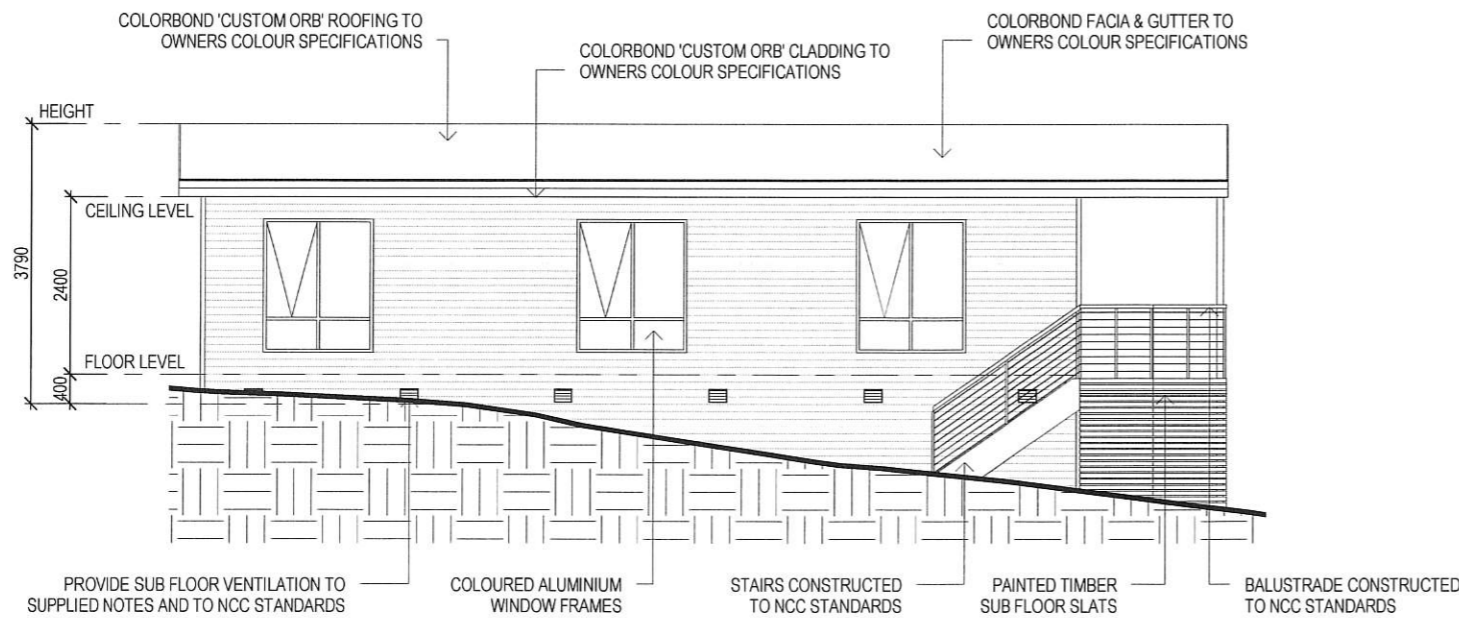 COLORBOND 'CUSTOM ORB' ROOFING TO
OWNERS COLOUR SPECIFICATIONS
COLORBOND 'CUSTOM ORB' CLADDING TO
OWNERS COLOUR SPECIFICATIONS
COLORBOND FACIA & GUTTER TO
OWNERS COLOUR SPECIFICATIONS
HEIGHT
CEILING LEVEL
3790
2400
FLOOR LEVEL
400
PROVIDE SUB FLOOR VENTILATION TO
SUPPLIED NOTES AND TO NCC STANDARDS
COLOURED ALUMINIUM
WINDOW FRAMES
STAIRS CONSTRUCTED
TO NCC STANDARDS
PAINTED TIMBER
SUB FLOOR SLATS
BALUSTRADE CONSTRUCTED
TO NCC STANDARDS